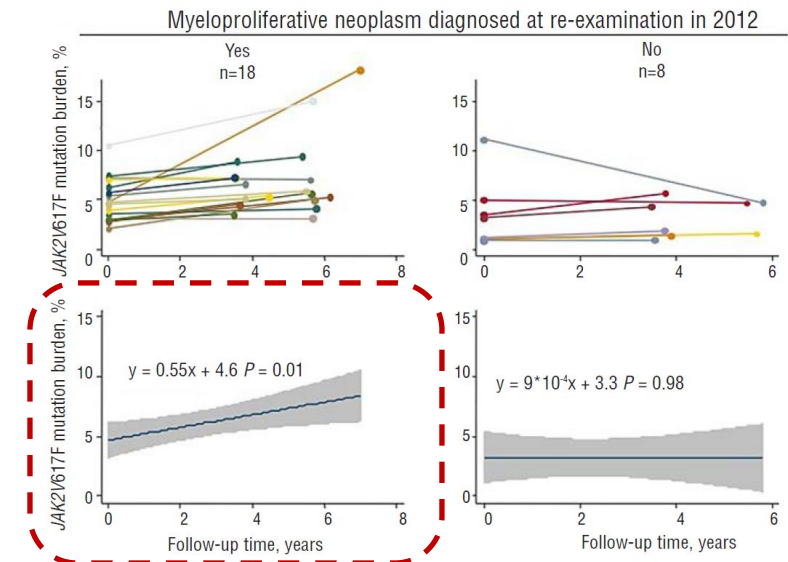 Myeloproliferative neoplasm diagnosed at re-examination in 2012
Yes
n=18
No
n=8
JAK2V617F mutation burden, %
15
10
5
0
0 2 4 6 8
15
10
5
0
0 2 4 6
JAK2V617F mutation burden, %
15
10
5
0
y = 0.55x + 4.6 P = 0.01
0 2 4 6 8
Follow-up time, years
15
10
5
0
y = 9*10⁻⁴x + 3.3 P = 0.98
0 2 4 6
Follow-up time, years